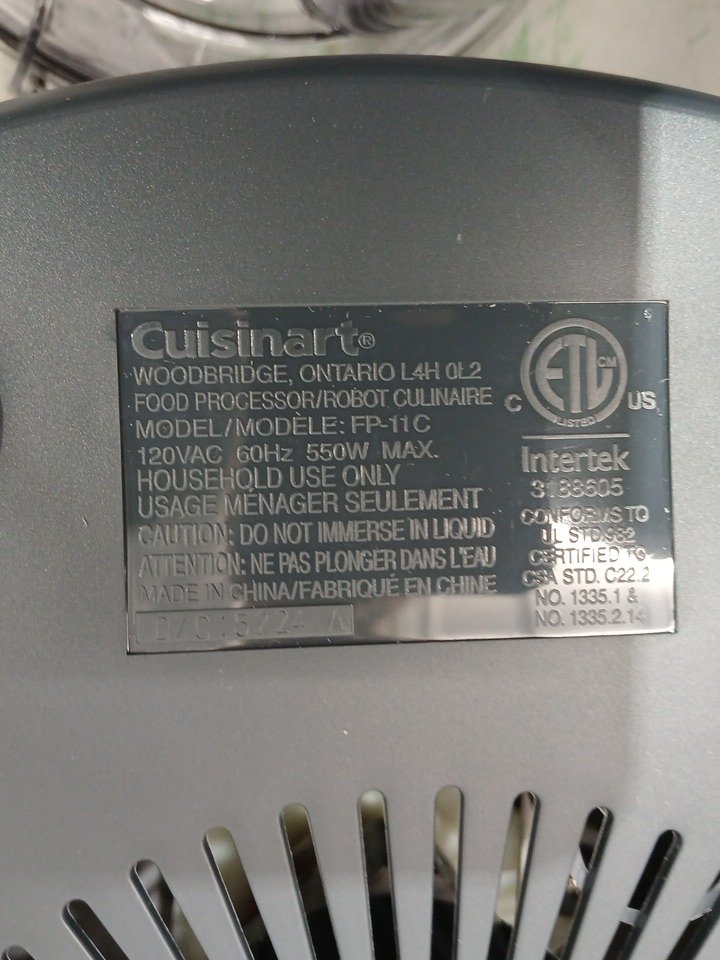 Cuisinart®
WOODBRIDGE, ONTARIO L4H 0L2
FOOD PROCESSOR/ROBOT CULINAIRE
MODEL/MODÈLE: FP-11C
120VAC 60Hz 550W MAX.
HOUSEHOLD USE ONLY
USAGE MÉNAGER SEULEMENT
CAUTION: DO NOT IMMERSE IN LIQUID
ATTENTION: NE PAS PLONGER DANS L'EAU
MADE IN CHINA/FABRIQUÉ EN CHINE
ETL CM
LISTED
C US
Intertek
3188605
CONFORMS TO
UL STD.982
CERTIFIED TO
CSA STD. C22.2
NO. 1335.1 &
NO. 1335.2.14